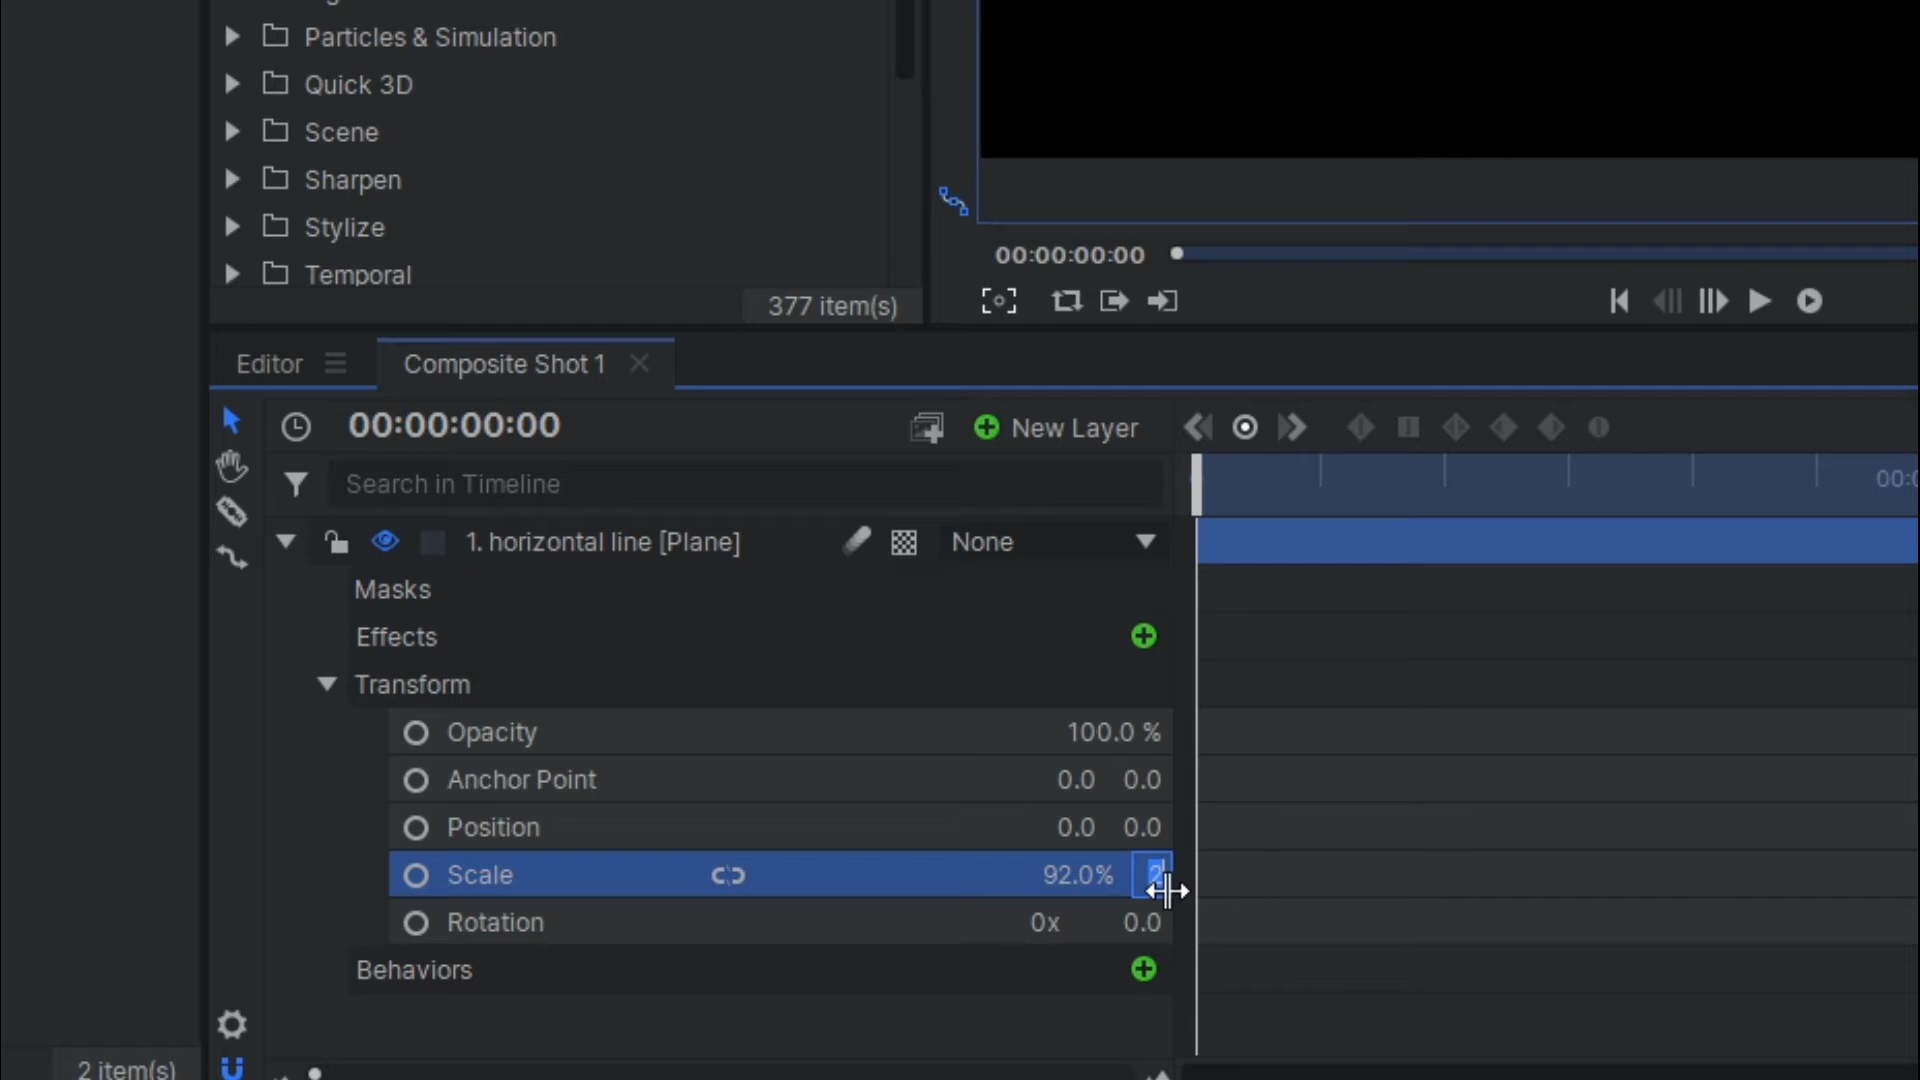 Particles & Simulation
Quick 3D
Scene
Sharpen
Stylize
Temporal
377 item(s)
00:00:00:00
Editor
Composite Shot 1
00:00:00:00
New Layer
Search in Timeline
1. horizontal line [Plane]
None
Masks
Effects
Transform
Opacity 100.0 %
Anchor Point 0.0 0.0
Position 0.0 0.0
Scale 92.0% 2
Rotation 0x 0.0
Behaviors
2 item(s)